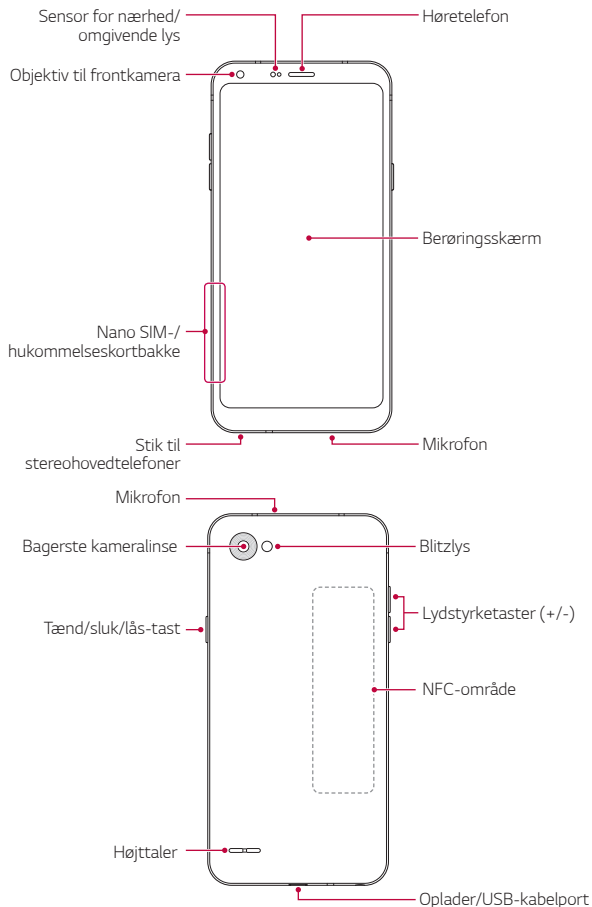 Sensor for nærhed/
omgivende lys
Høretelefon
Objektiv til frontkamera
Berøringsskærm
Nano SIM-/
hukommelseskortbakke
Stik til
stereohovedtelefoner
Mikrofon
Mikrofon
Bagerste kameralinse
Blitzlys
Lydstyrketaster (+/-)
Tænd/sluk/lås-tast
NFC-område
Højttaler
Oplader/USB-kabelport